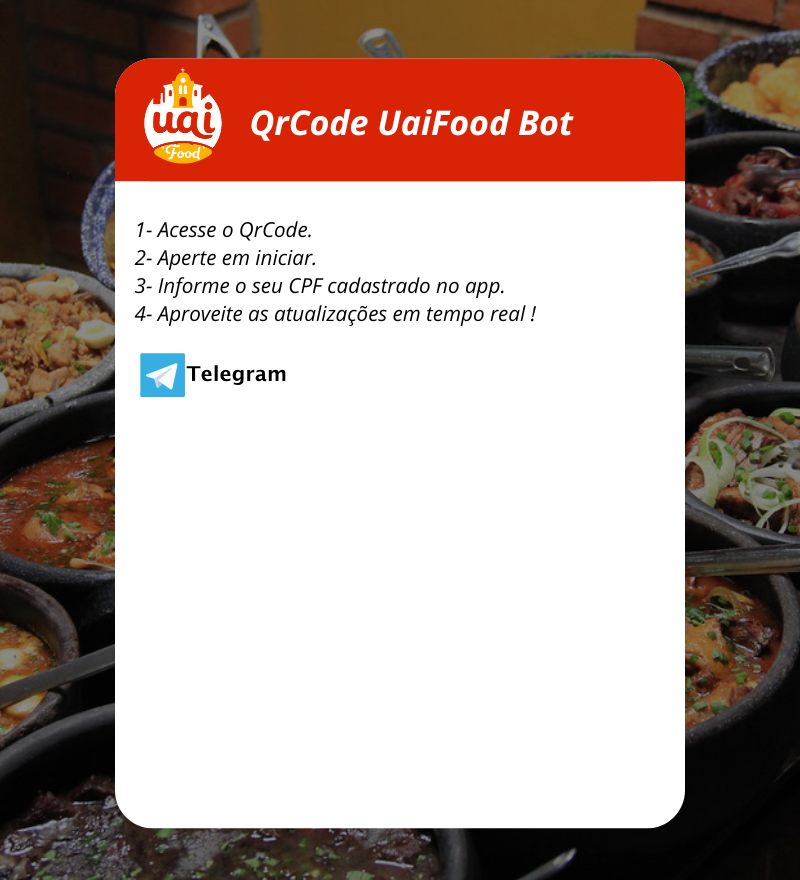 uai
Food
QrCode UaiFood Bot
1- Acesse o QrCode.
2- Aperte em iniciar.
3- Informe o seu CPF cadastrado no app.
4- Aproveite as atualizações em tempo real !
Telegram